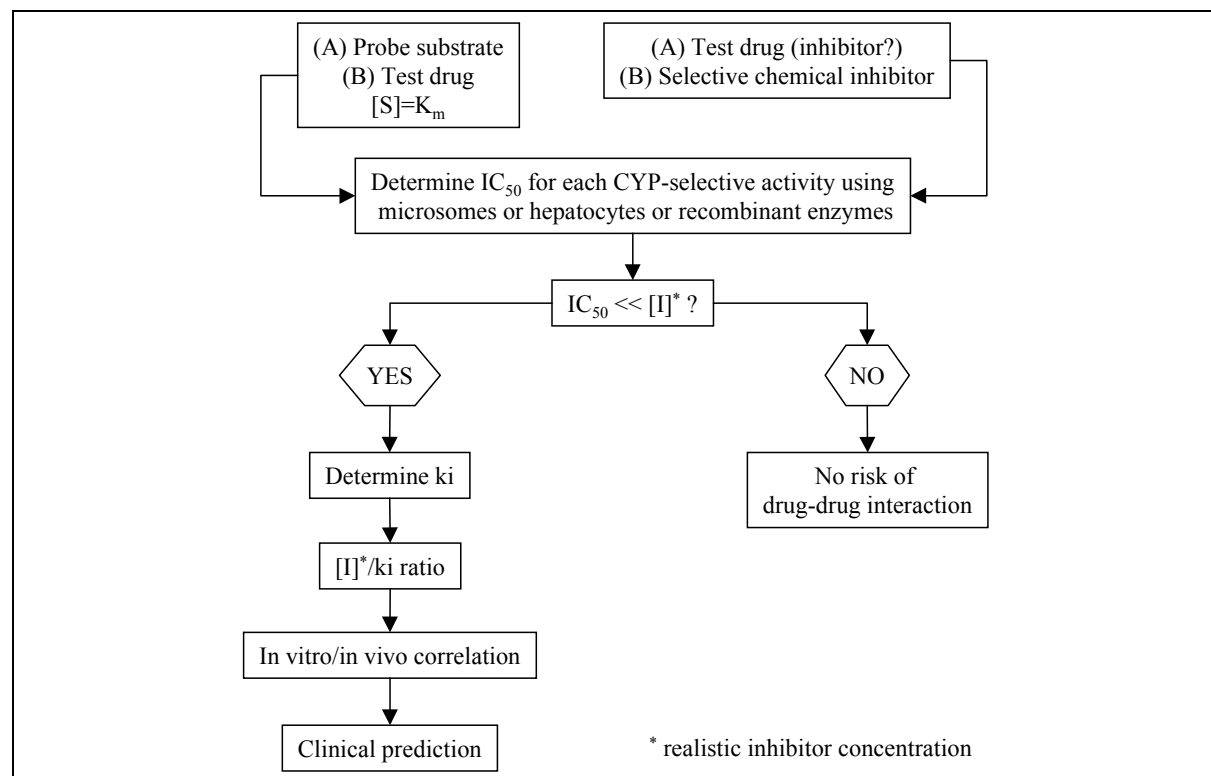 (A) Probe substrate
(B) Test drug
[S]=Kₘ
(A) Test drug (inhibitor?)
(B) Selective chemical inhibitor
Determine IC₅₀ for each CYP-selective activity using
microsomes or hepatocytes or recombinant enzymes
IC₅₀ << [I]* ?
YES
NO
Determine ki
No risk of
drug-drug interaction
[I]*/ki ratio
In vitro/in vivo correlation
Clinical prediction
* realistic inhibitor concentration